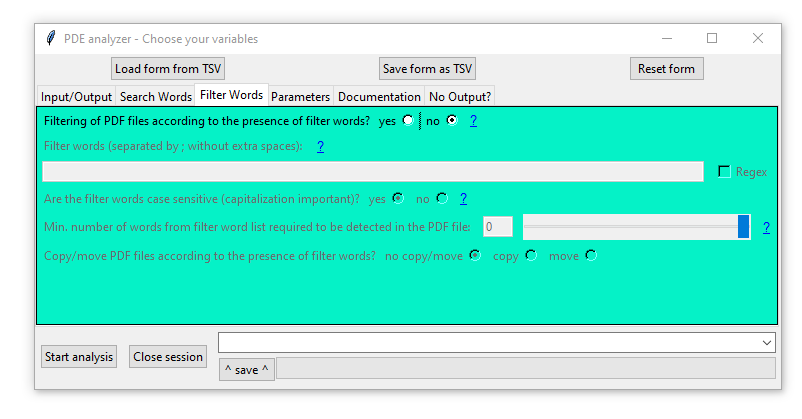 PDE analyzer - Choose your variables
Load form from TSV Save form as TSV Reset form
Input/Output Search Words Filter Words Parameters Documentation No Output?
Filtering of PDF files according to the presence of filter words? yes no ?
Filter words (separated by ; without extra spaces): ?
Regex
Are the filter words case sensitive (capitalization important)? yes no ?
Min. number of words from filter word list required to be detected in the PDF file: 0 ?
Copy/move PDF files according to the presence of filter words? no copy/move copy move
Start analysis Close session
^ save ^